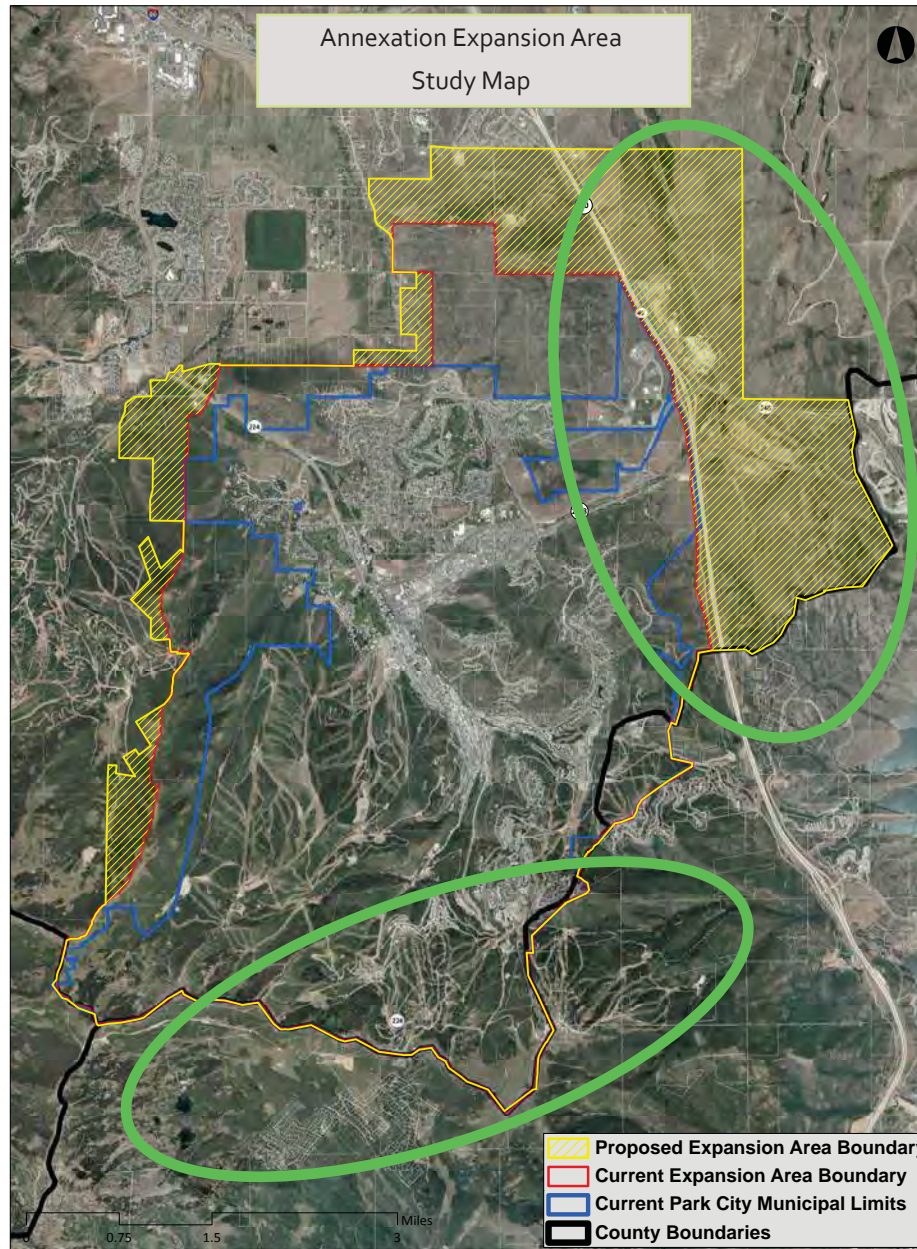 Annexation Expansion Area
Study Map
224
248
224
Proposed Expansion Area Boundary
Current Expansion Area Boundary
Current Park City Municipal Limits
County Boundaries
Miles
0
0.75
1.5
3